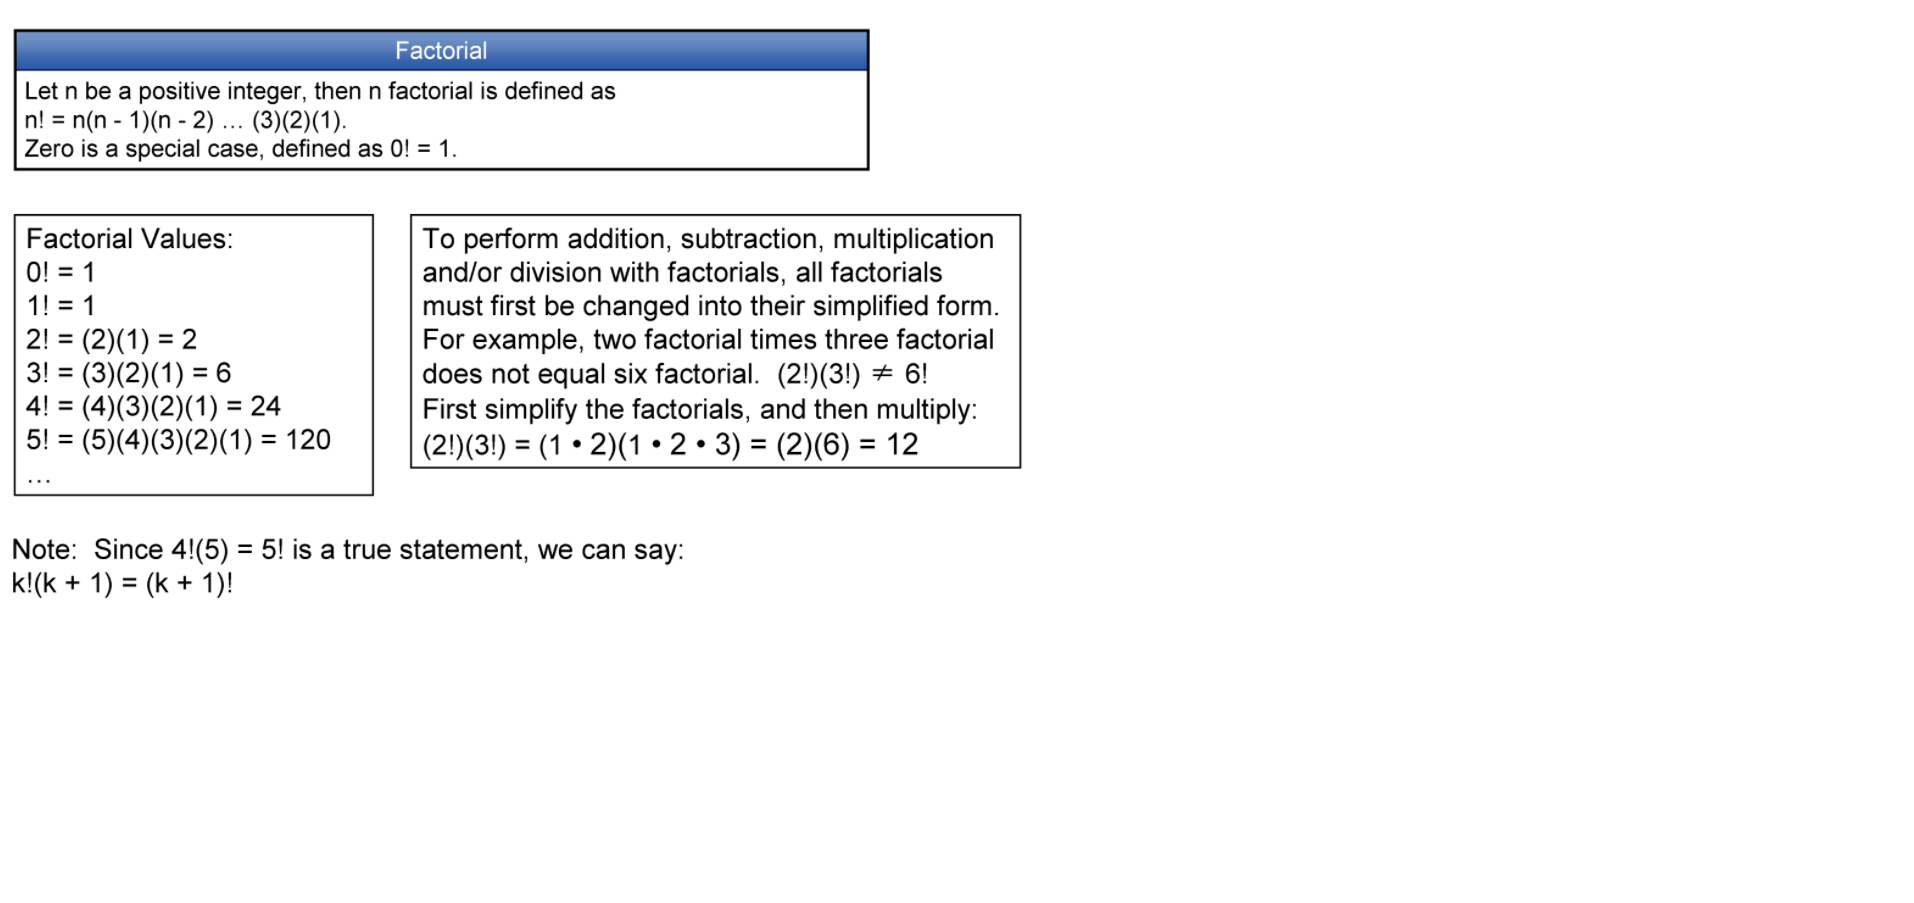 Factorial
Let n be a positive integer, then n factorial is defined as
n! = n(n - 1)(n - 2) … (3)(2)(1).
Zero is a special case, defined as 0! = 1.
Factorial Values:
0! = 1
1! = 1
2! = (2)(1) = 2
3! = (3)(2)(1) = 6
4! = (4)(3)(2)(1) = 24
5! = (5)(4)(3)(2)(1) = 120
…
To perform addition, subtraction, multiplication
and/or division with factorials, all factorials
must first be changed into their simplified form.
For example, two factorial times three factorial
does not equal six factorial.  (2!)(3!) ≠ 6!
First simplify the factorials, and then multiply:
(2!)(3!) = (1 • 2)(1 • 2 • 3) = (2)(6) = 12
Note:  Since 4!(5) = 5! is a true statement, we can say:
k!(k + 1) = (k + 1)!